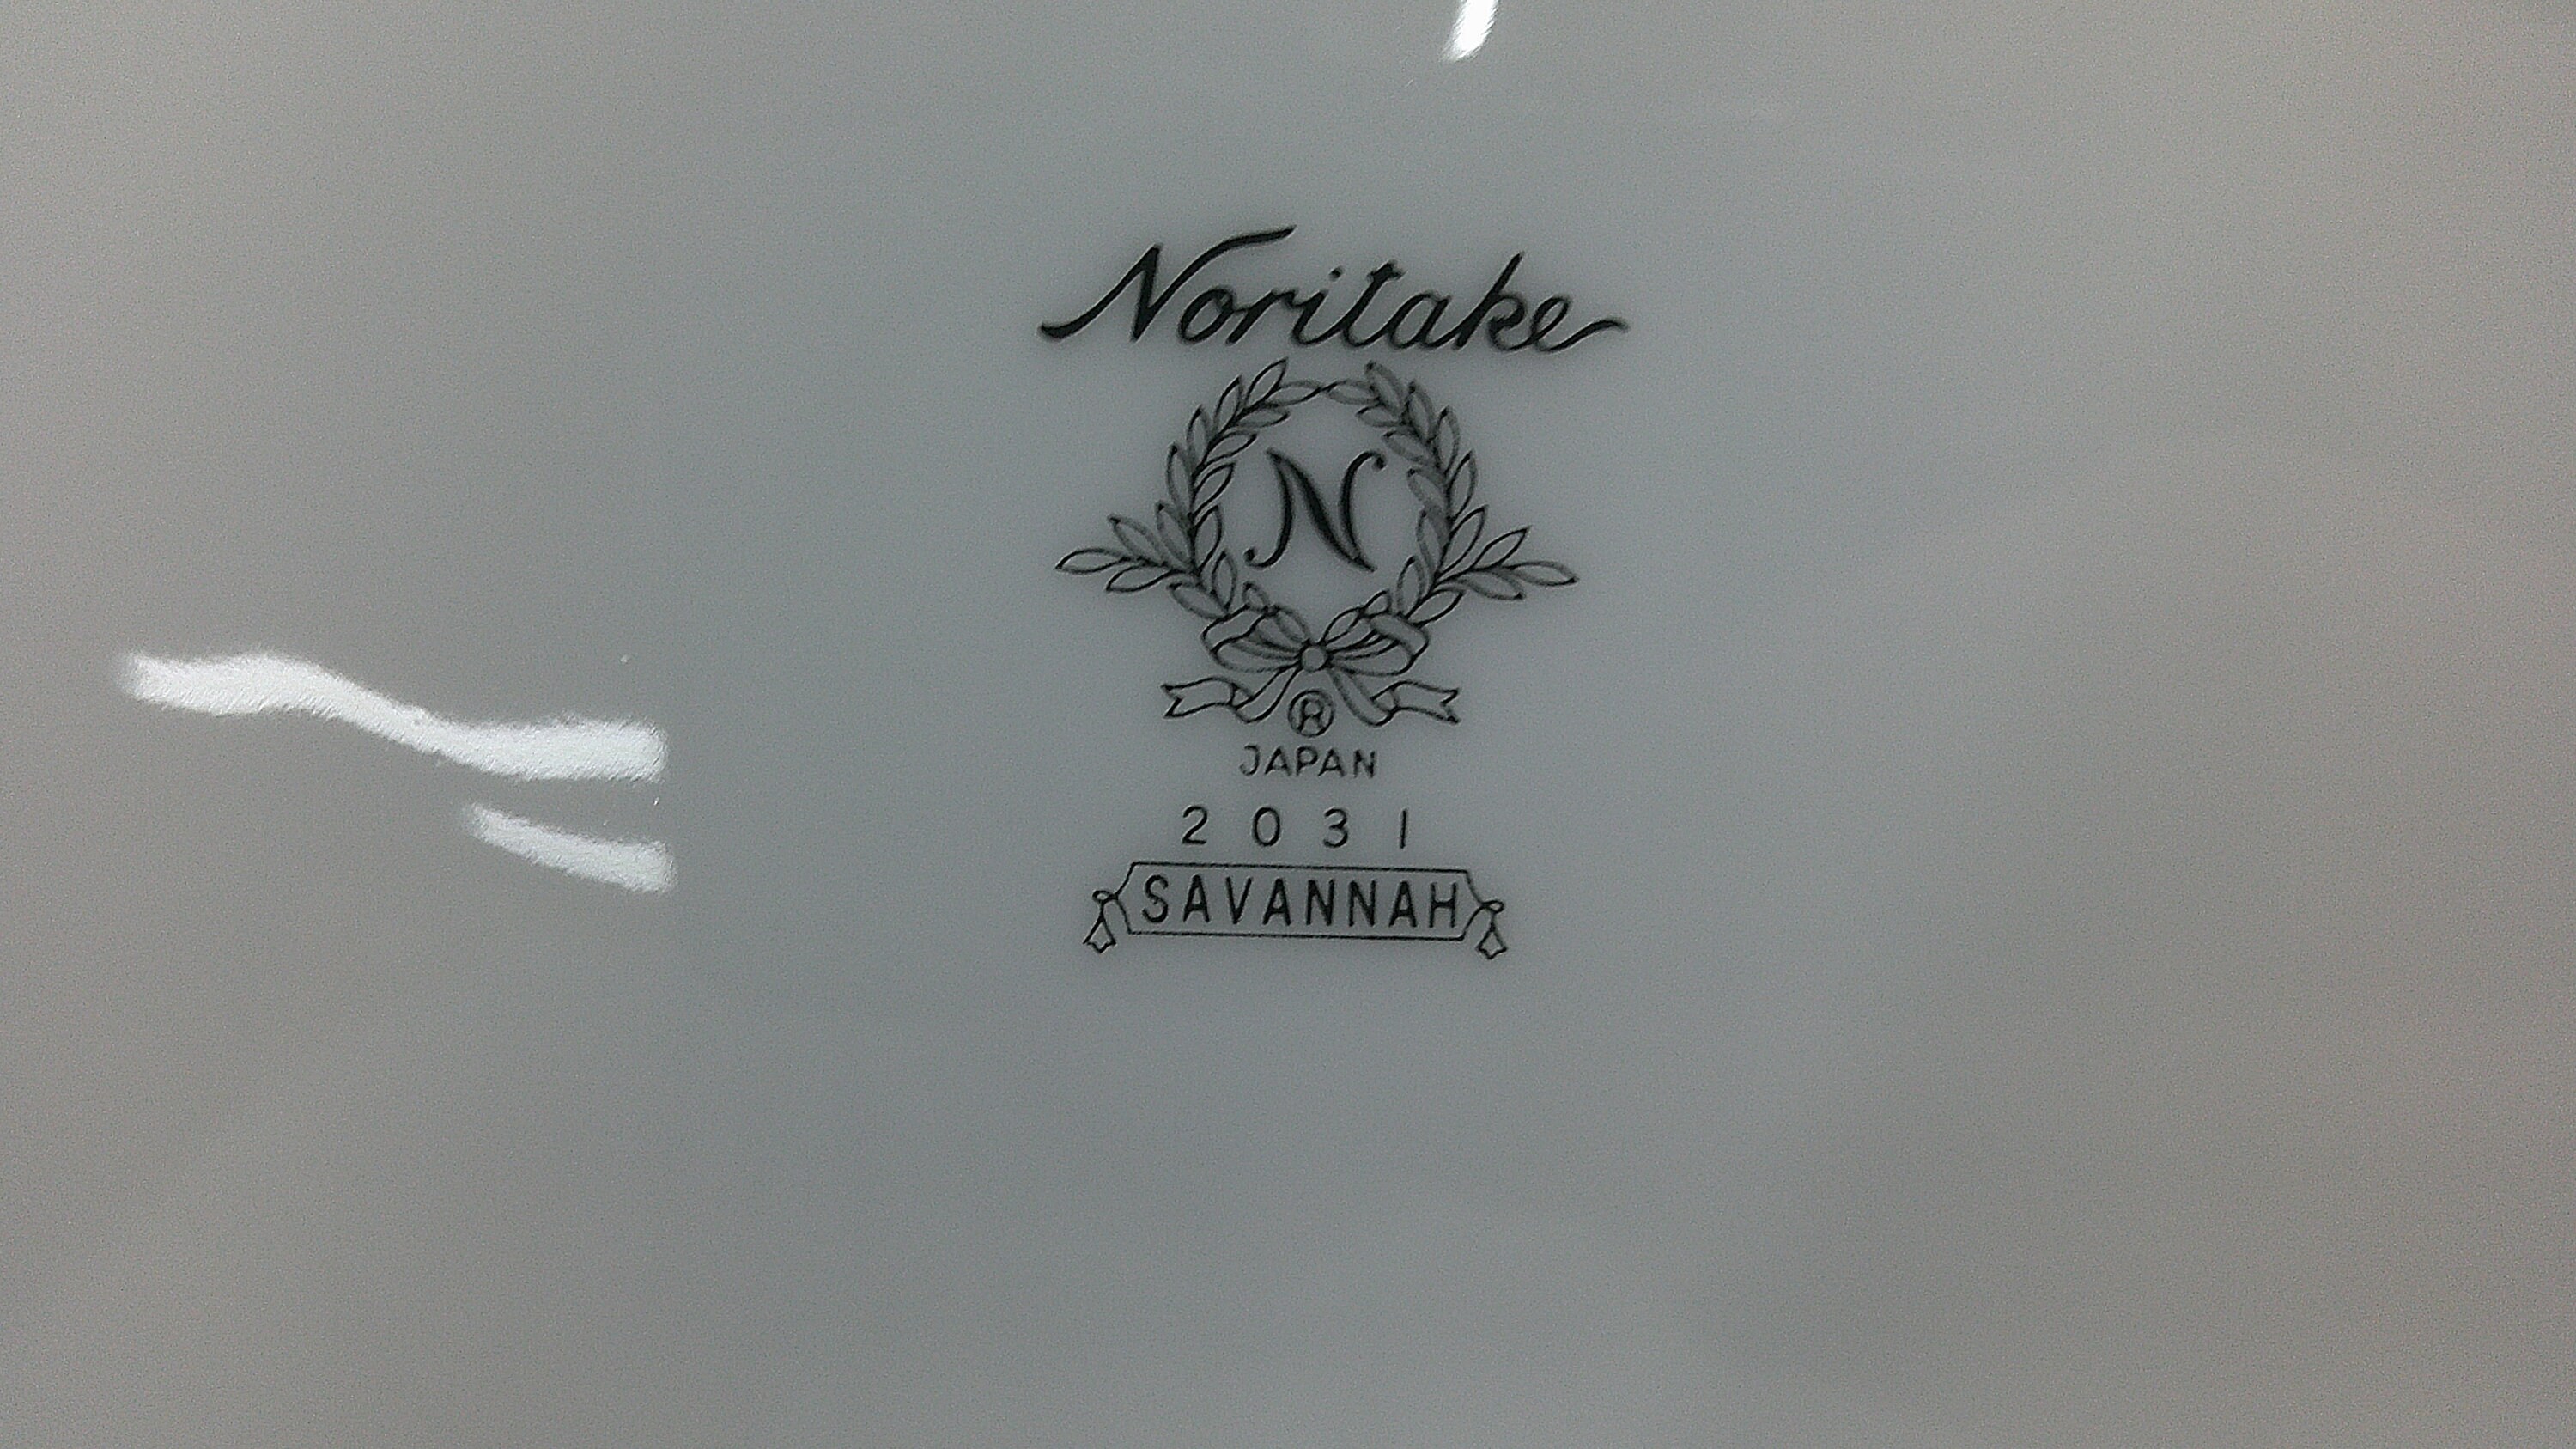 Noritake
N
®
JAPAN
2031
SAVANNAH